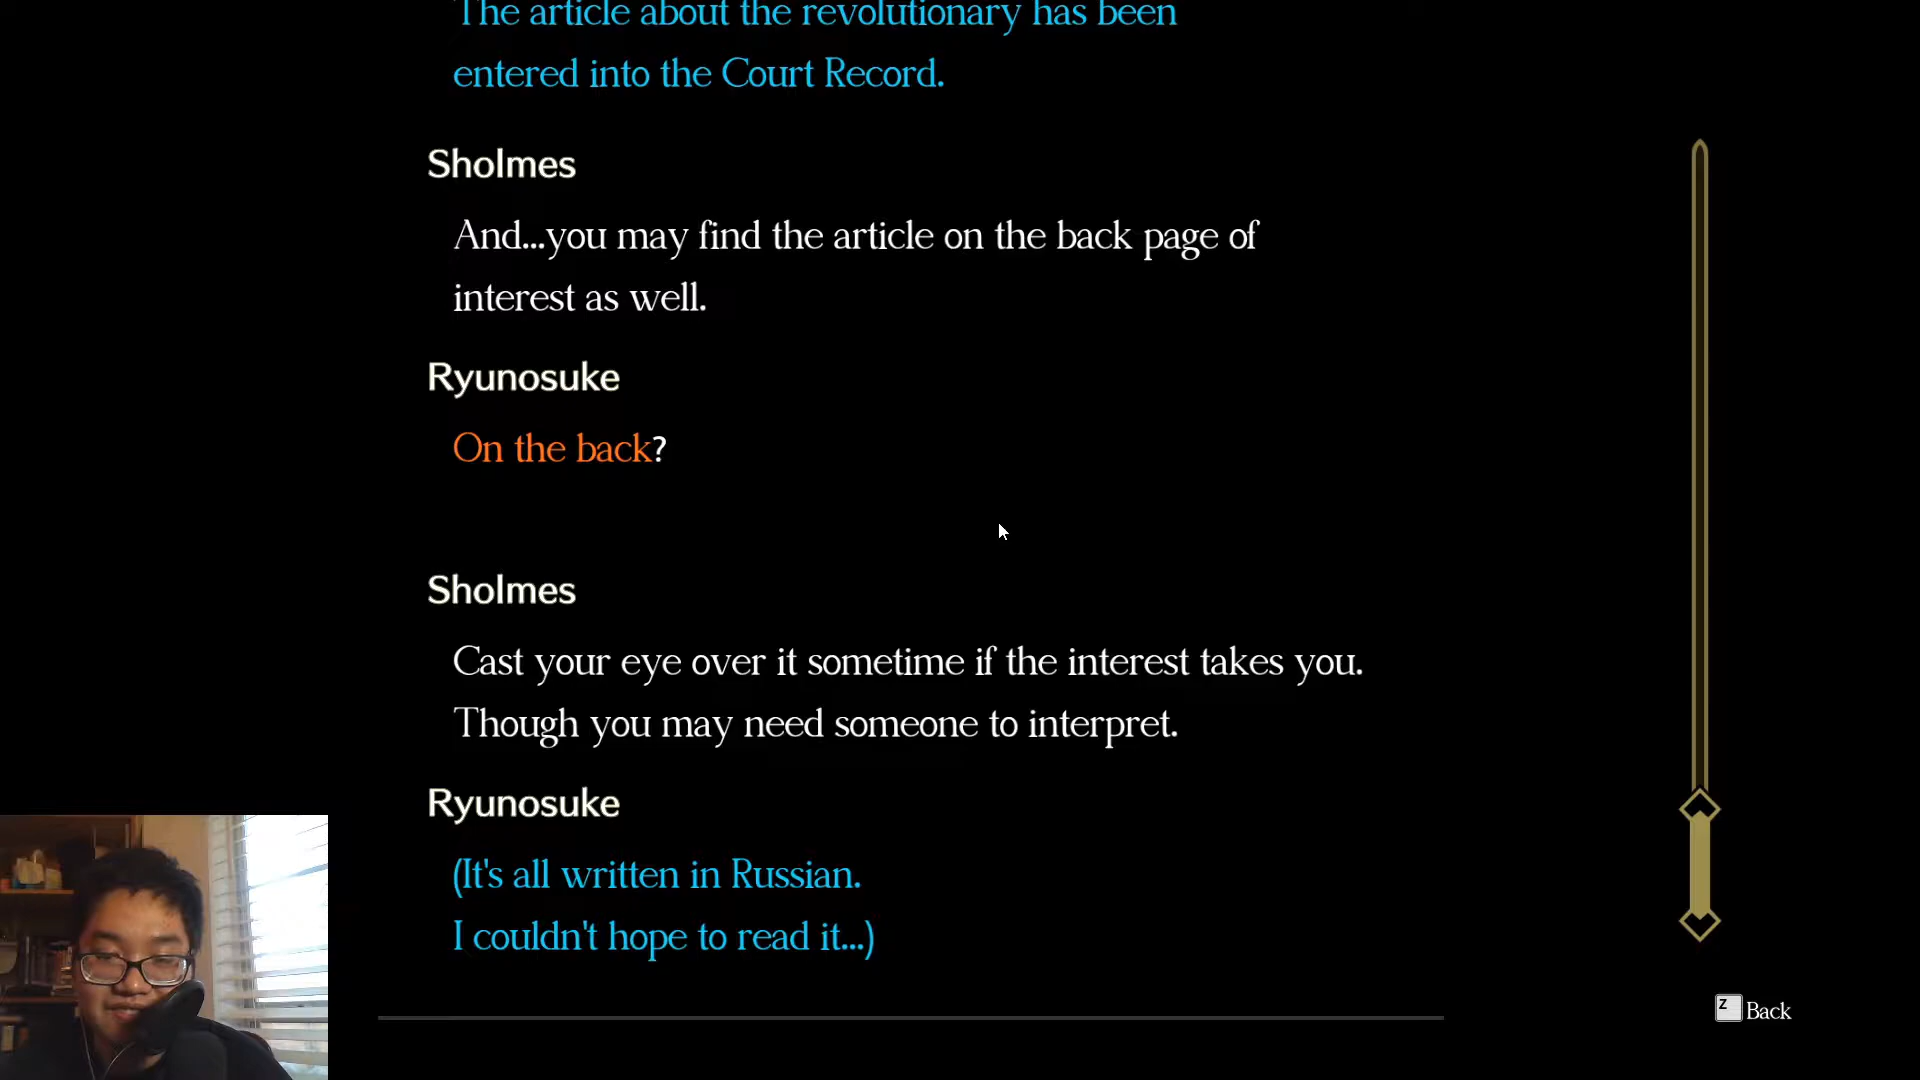 The article about the revolutionary has been
entered into the Court Record.
Sholmes
And...you may find the article on the back page of
interest as well.
Ryunosuke
On the back?
Sholmes
Cast your eye over it sometime if the interest takes you.
Though you may need someone to interpret.
Ryunosuke
(It's all written in Russian.
I couldn't hope to read it...)
Z Back